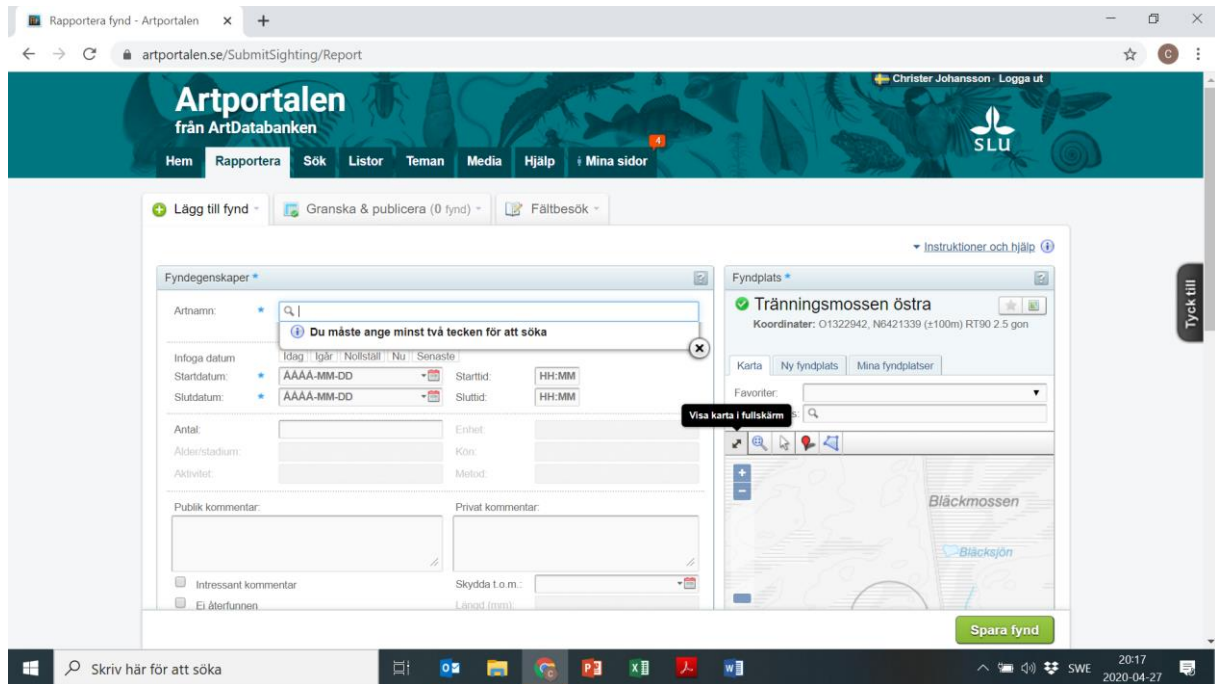 Rapportera fynd - Artportalen
artportalen.se/SubmitSighting/Report
C
Christer Johansson · Logga ut
Artportalen
från ArtDatabanken
SLU
4
Hem Rapportera Sök Listor Teman Media Hjälp Mina sidor
Lägg till fynd Granska & publicera (0 fynd) Fältbesök
Instruktioner och hjälp
Tyck till
Fyndegenskaper *
Artnamn: *
Du måste ange minst två tecken för att söka
Infoga datum Idag Igår Nollställ Nu Senaste
Startdatum: * ÅÅÅÅ-MM-DD Starttid: HH:MM
Slutdatum: * ÅÅÅÅ-MM-DD Sluttid: HH:MM
Antal: Enhet:
Ålder/stadium: Kön:
Aktivitet: Metod:
Publik kommentar: Privat kommentar:
Intressant kommentar Skydda t.o.m.:
Ej återfunnen Längd (mm):
Fyndplats *
Tränningsmossen östra
Koordinater: O1322942, N6421339 (±100m) RT90 2.5 gon
Karta Ny fyndplats Mina fyndplatser
Favoriter:
Visa karta i fullskärm
Bläckmossen
Bläcksjön
Spara fynd
Skriv här för att söka
SWE
20:17
2020-04-27